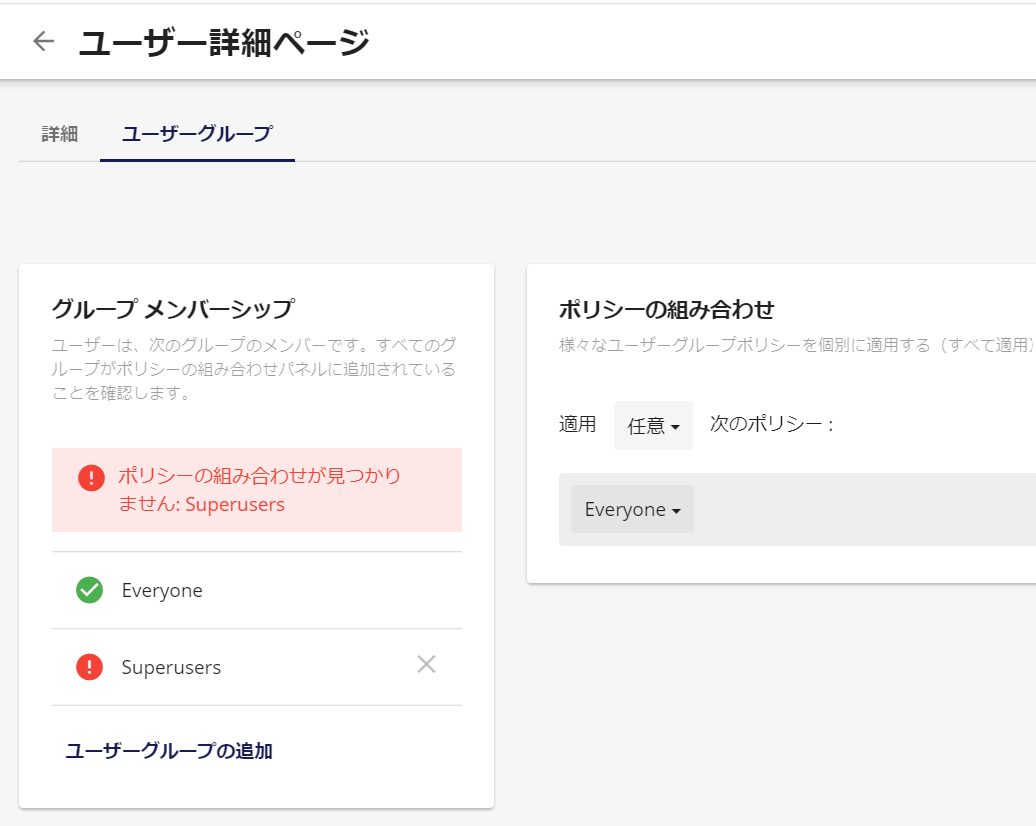 ユーザー詳細ページ
詳細
ユーザーグループ
グループ メンバーシップ
ユーザーは、次のグループのメンバーです。すべてのグ
ループがポリシーの組み合わせパネルに追加されている
ことを確認します。
ポリシーの組み合わせが見つかり
ません: Superusers
Everyone
Superusers
ユーザーグループの追加
ポリシーの組み合わせ
様々なユーザーグループポリシーを個別に適用する（すべて適用）
適用 任意 次のポリシー :
Everyone